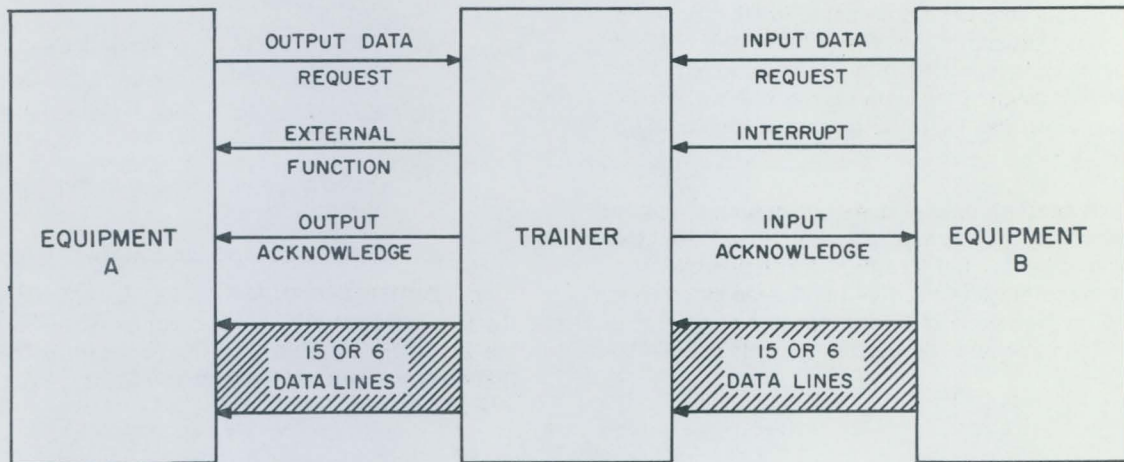 EQUIPMENT
A
OUTPUT DATA
REQUEST
EXTERNAL
FUNCTION
OUTPUT
ACKNOWLEDGE
15 OR 6
DATA LINES
TRAINER
INPUT DATA
REQUEST
INTERRUPT
INPUT
ACKNOWLEDGE
15 OR 6
DATA LINES
EQUIPMENT
B